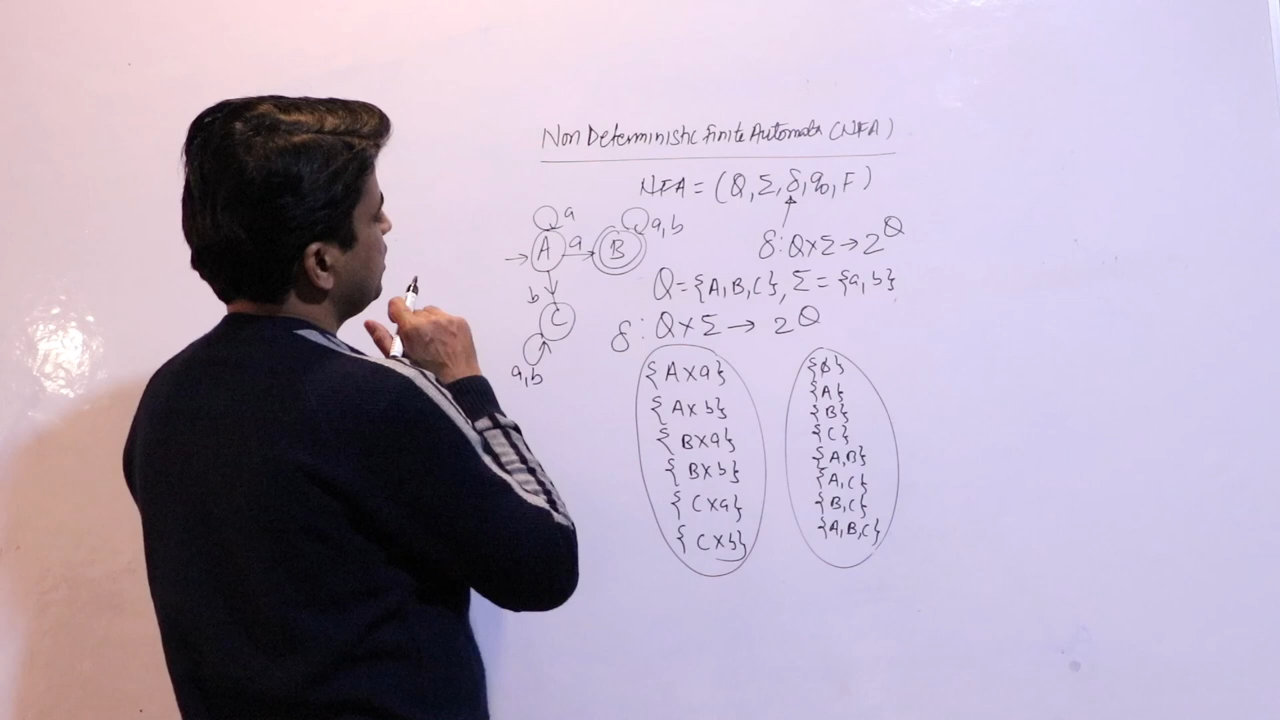 Non Deterministic Finite Automata (NFA)
NFA = (Q, Σ, δ, q0, F)
a
a,b
A
a
B
δ: Q×Σ → 2^Q
b
Q = {A,B,C}, Σ = {a,b}
C
δ: Q×Σ → 2^Q
a,b
{A×a}
{ϕ}
{A×b}
{A}
{B×a}
{B}
{B×b}
{C}
{C×a}
{A,B}
{C×b}
{A,C}
{B,C}
{A,B,C}